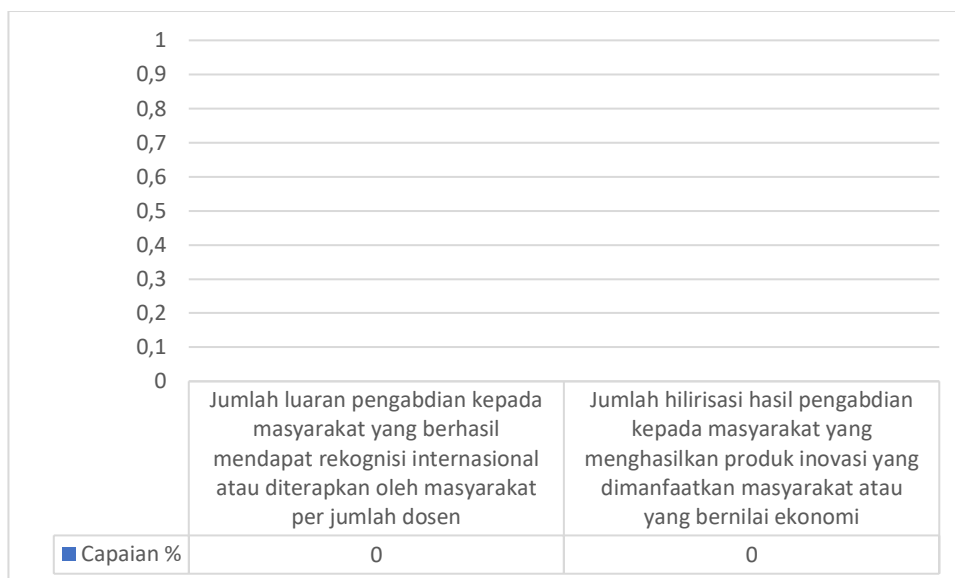 1
0,9
0,8
0,7
0,6
0,5
0,4
0,3
0,2
0,1
0
Jumlah luaran pengabdian kepada
masyarakat yang berhasil
mendapat rekognisi internasional
atau diterapkan oleh masyarakat
per jumlah dosen
Jumlah hilirisasi hasil pengabdian
kepada masyarakat yang
menghasilkan produk inovasi yang
dimanfaatkan masyarakat atau
yang bernilai ekonomi
Capaian % 0 0